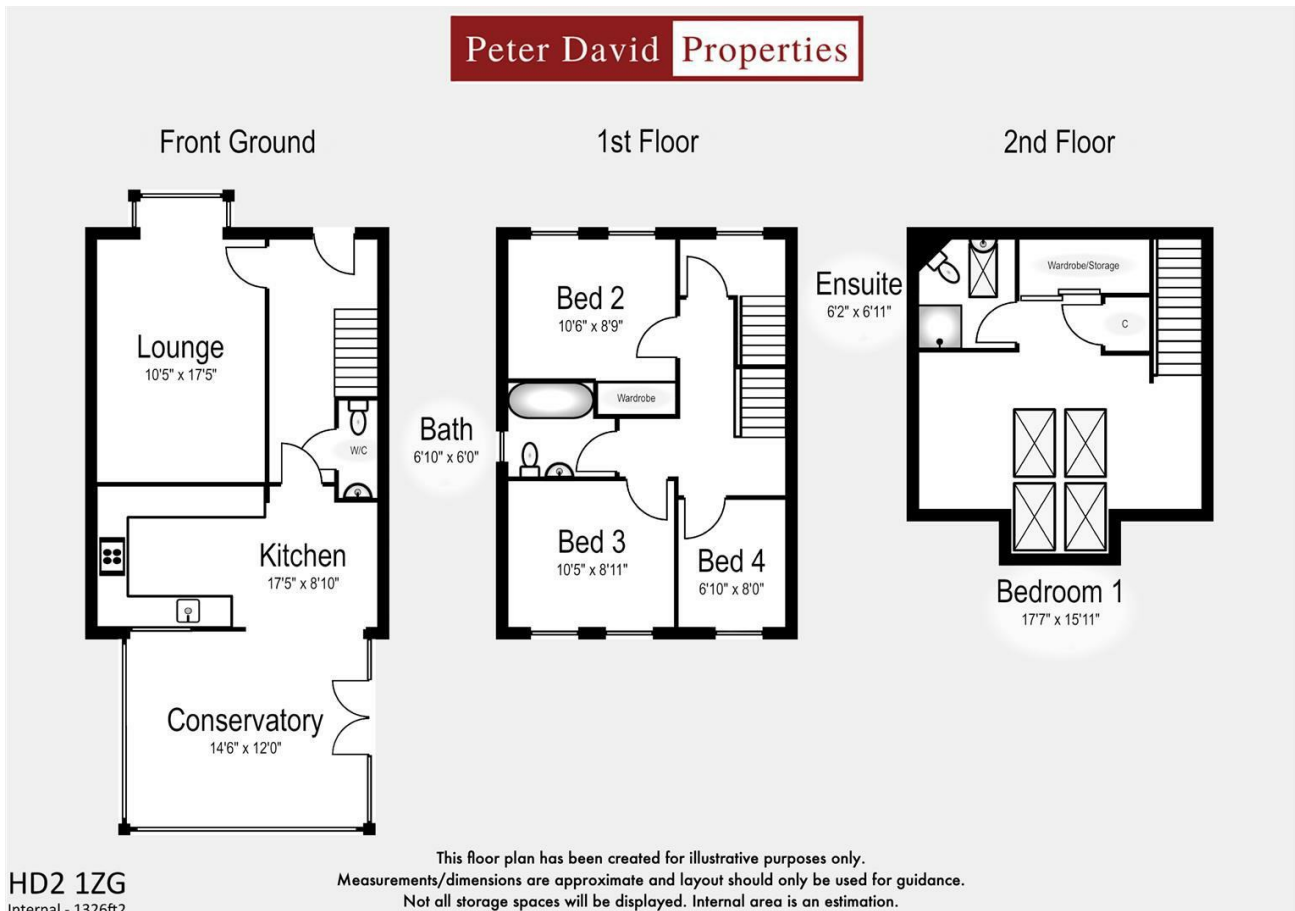 Peter David Properties
Front Ground
1st Floor
2nd Floor
Lounge
10'5" x 17'5"
W/C
Kitchen
17'5" x 8'10"
Conservatory
14'6" x 12'0"
Bed 2
10'6" x 8'9"
Wardrobe
Bath
6'10" x 6'0"
Bed 3
10'5" x 8'11"
Bed 4
6'10" x 8'0"
Ensuite
6'2" x 6'11"
Wardrobe/Storage
C
Bedroom 1
17'7" x 15'11"
HD2 1ZG
Internal - 1326ft2
This floor plan has been created for illustrative purposes only.
Measurements/dimensions are approximate and layout should only be used for guidance.
Not all storage spaces will be displayed. Internal area is an estimation.